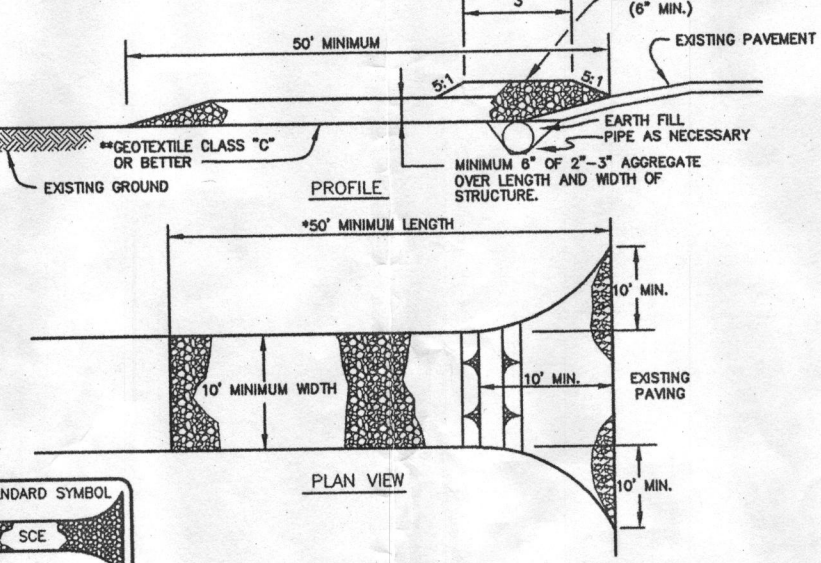 3'
(6" MIN.)
50' MINIMUM
EXISTING PAVEMENT
5:1
5:1
EARTH FILL
PIPE AS NECESSARY
**GEOTEXTILE CLASS "C"
OR BETTER
MINIMUM 6" OF 2"-3" AGGREGATE
OVER LENGTH AND WIDTH OF
STRUCTURE.
EXISTING GROUND
PROFILE
*50' MINIMUM LENGTH
10' MIN.
10' MINIMUM WIDTH
10' MIN.
EXISTING
PAVING
PLAN VIEW
10' MIN.
NDARD SYMBOL
SCE